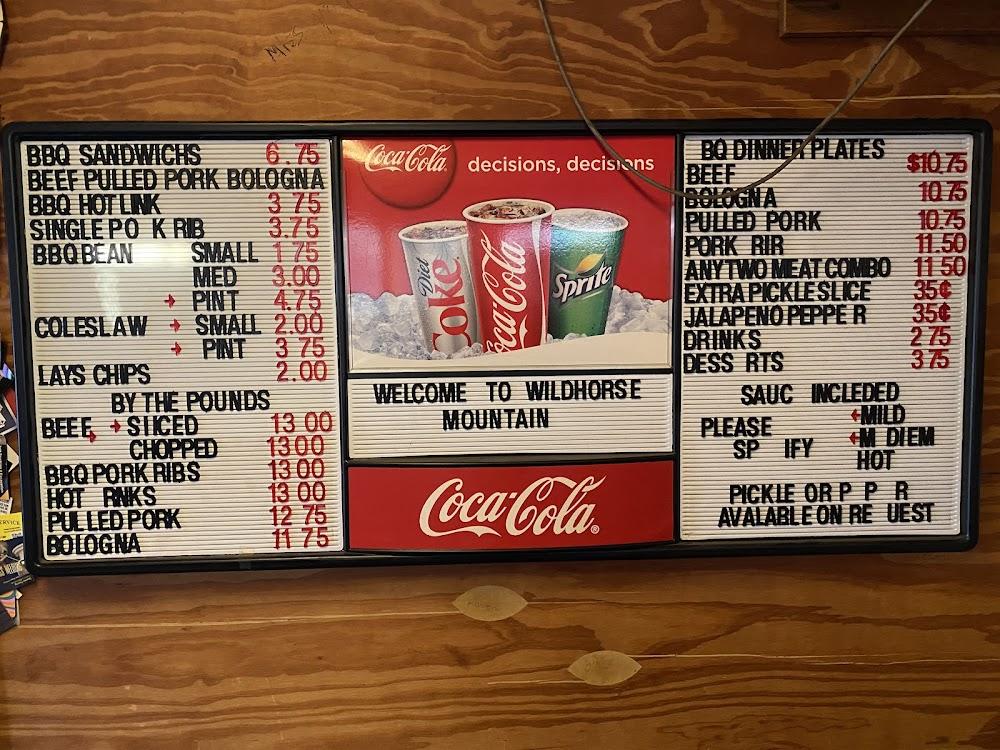 Mrs
BBQ SANDWICHS 6.75
BEEF PULLED PORK BOLOGNA
BBQ HOT LINK 3 75
SINGLE PO K RIB 3.75
BBQ BEAN SMALL 1 75
MED 3.00
→ PINT 4.75
COLESLAW → SMALL 2.00
→ PINT 3 75
LAYS CHIPS 2.00
BY THE POUNDS
BEEF → SLICED 13 00
→ CHOPPED 13 00
BBQ PORK RIBS 13 00
HOT RNKS 13 00
PULLED PORK 12 75
BOLOGNA 11 75
Coca-Cola decisions, decisions
Diet Coke
Coca-Cola
Sprite
WELCOME TO WILDHORSE
MOUNTAIN
Coca-Cola®
BQ DINNER PLATES
BEEF $10.75
BOLOGNA 10.75
PULLED PORK 10.75
PORK RIR 11.50
ANY TWO MEAT COMBO 11 50
EXTRA PICKLE SLICE 35¢
JALAPENO PEPPE R 35¢
DRINKS 2 75
DESS RTS 3 75
SAUC INCLEDED
PLEASE ←MILD
SP IFY ←M DIEM
HOT
PICKLE OR P P R
AVALABLE ON RE UEST